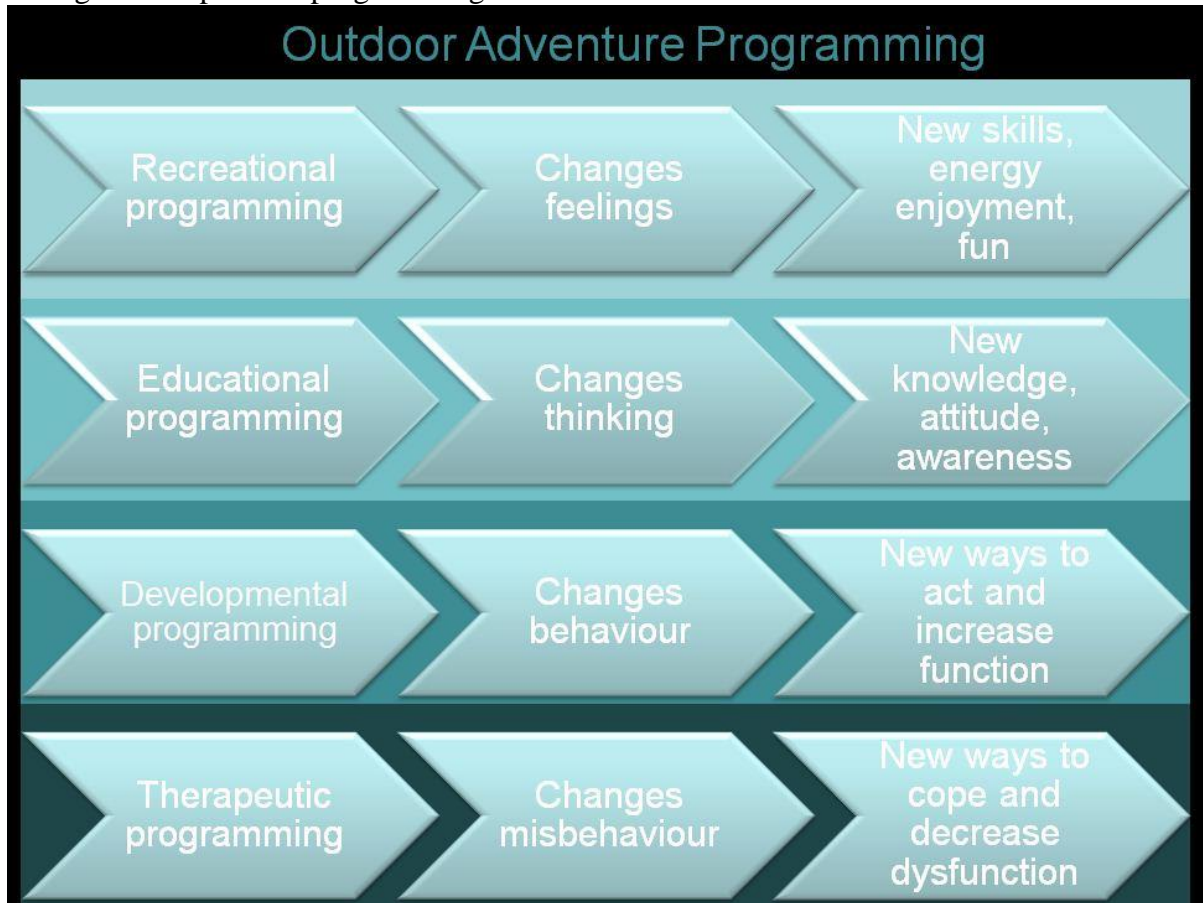 Outdoor Adventure Programming
Recreational
programming
Changes
feelings
New skills,
energy
enjoyment,
fun
Educational
programming
Changes
thinking
New
knowledge,
attitude,
awareness
Developmental
programming
Changes
behaviour
New ways to
act and
increase
function
Therapeutic
programming
Changes
misbehaviour
New ways to
cope and
decrease
dysfunction